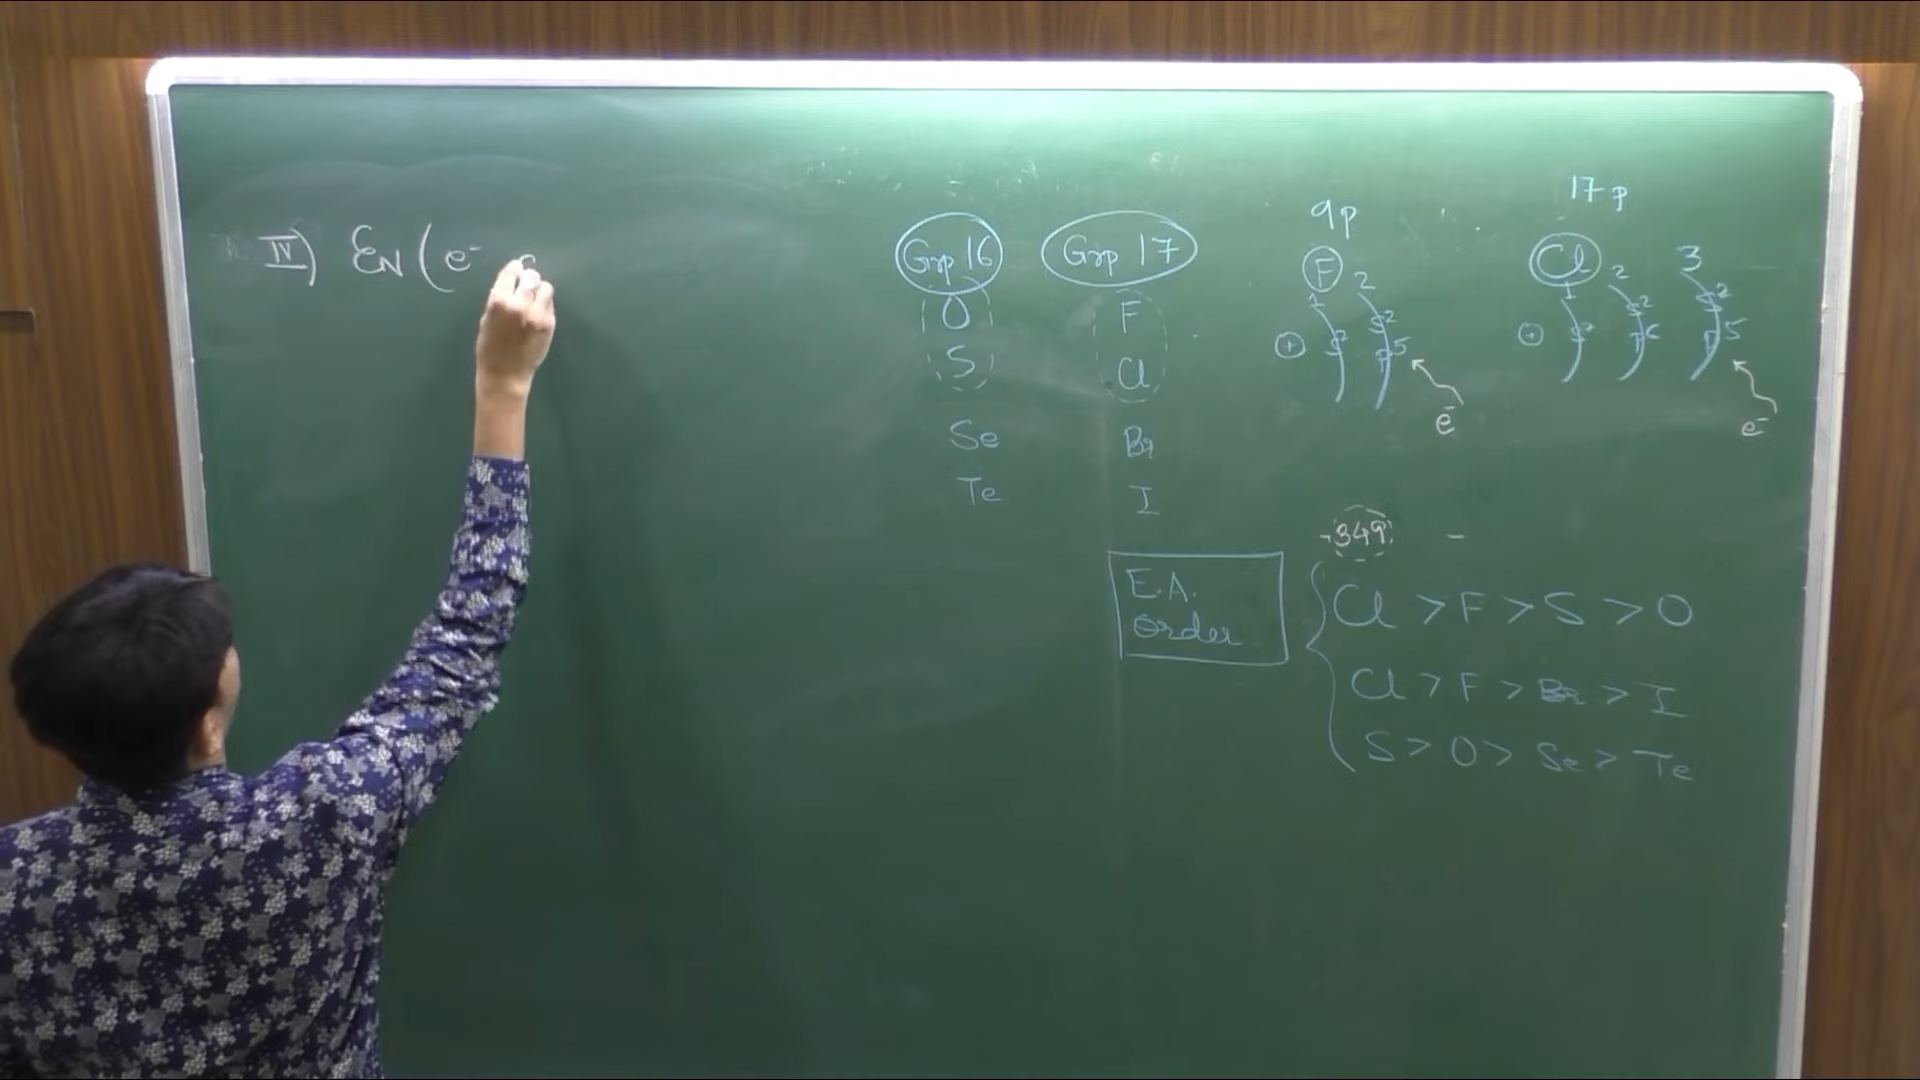 IV) EN (e⁻
Grp 16
O
S
Se
Te
Grp 17
F
Cl
Br
I
9p
F
1 2
+ s² s²
p⁵
e⁻
17p
Cl
1 2 3
+ s² s² s²
p⁶ p⁵
e⁻
E.A.
order
-349 -
Cl > F > S > O
Cl > F > Br > I
S > O > Se > Te